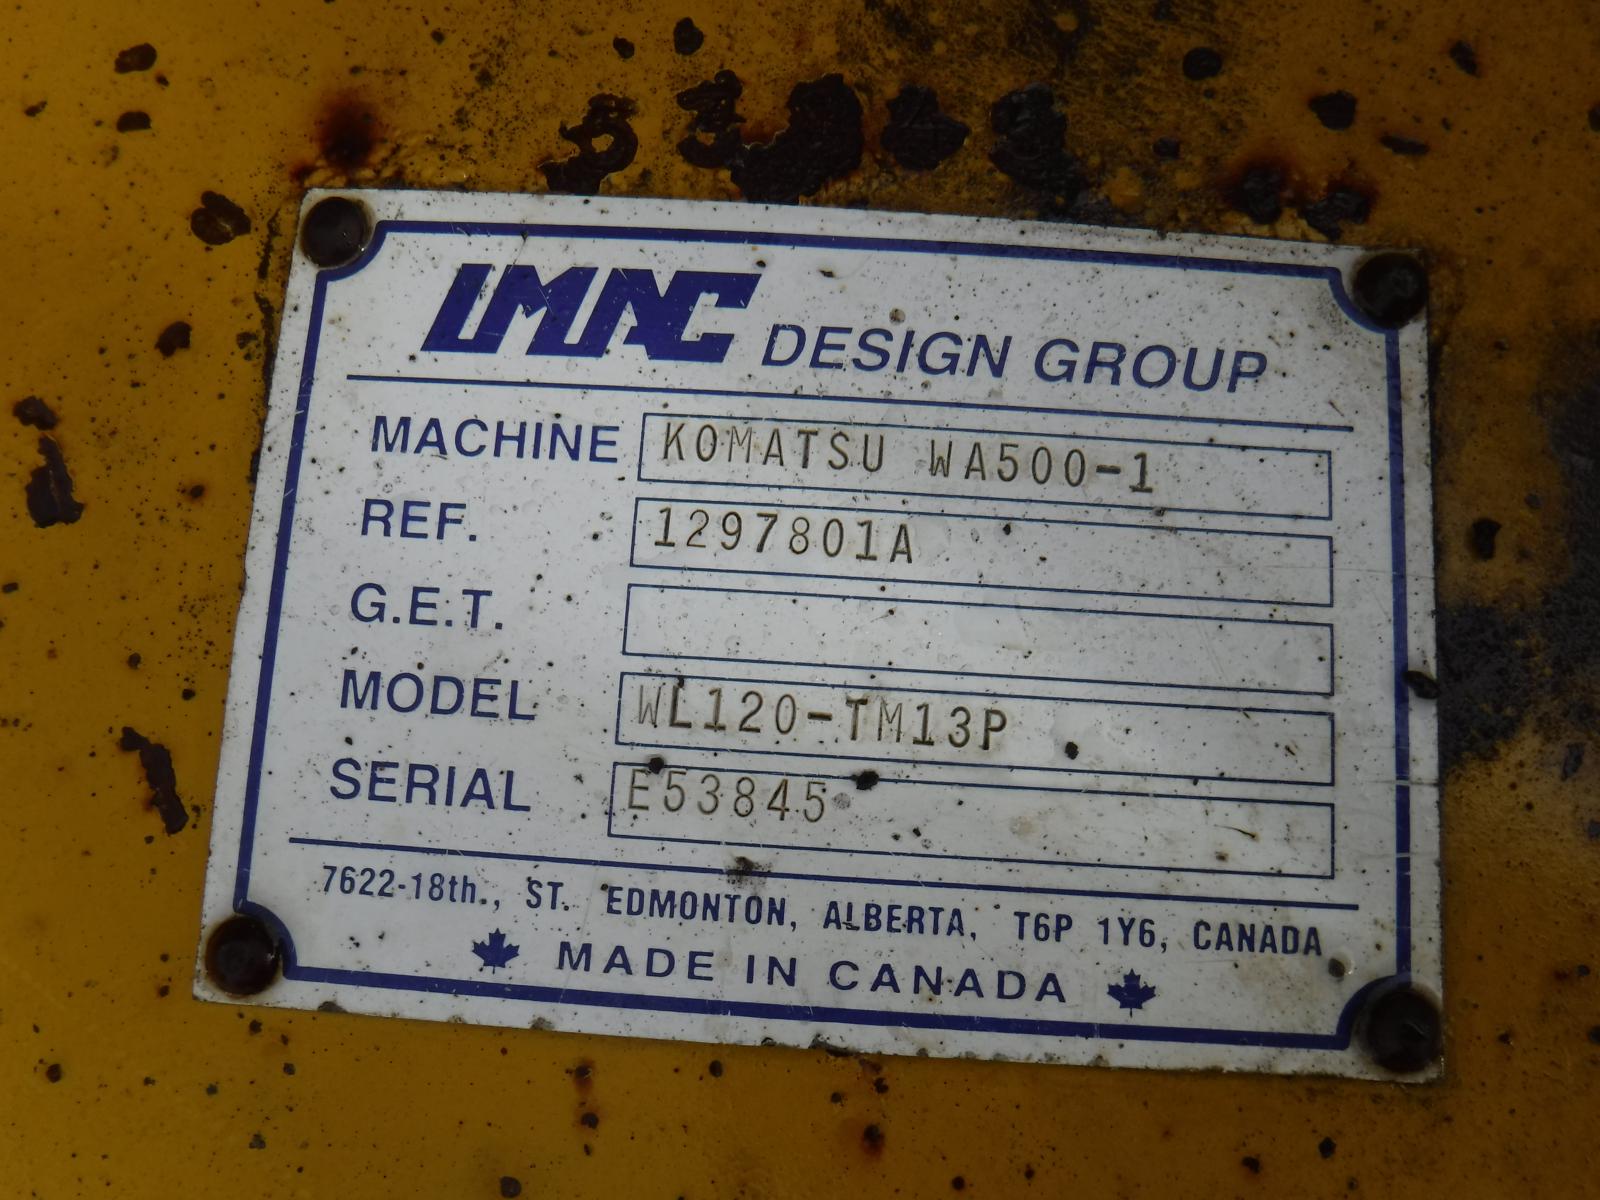 IMAC DESIGN GROUP
MACHINE KOMATSU WA500-1
REF. 1297801A
G.E.T.
MODEL WL120-TM13P
SERIAL E53845
7622-18th., ST. EDMONTON, ALBERTA, T6P 1Y6, CANADA
MADE IN CANADA